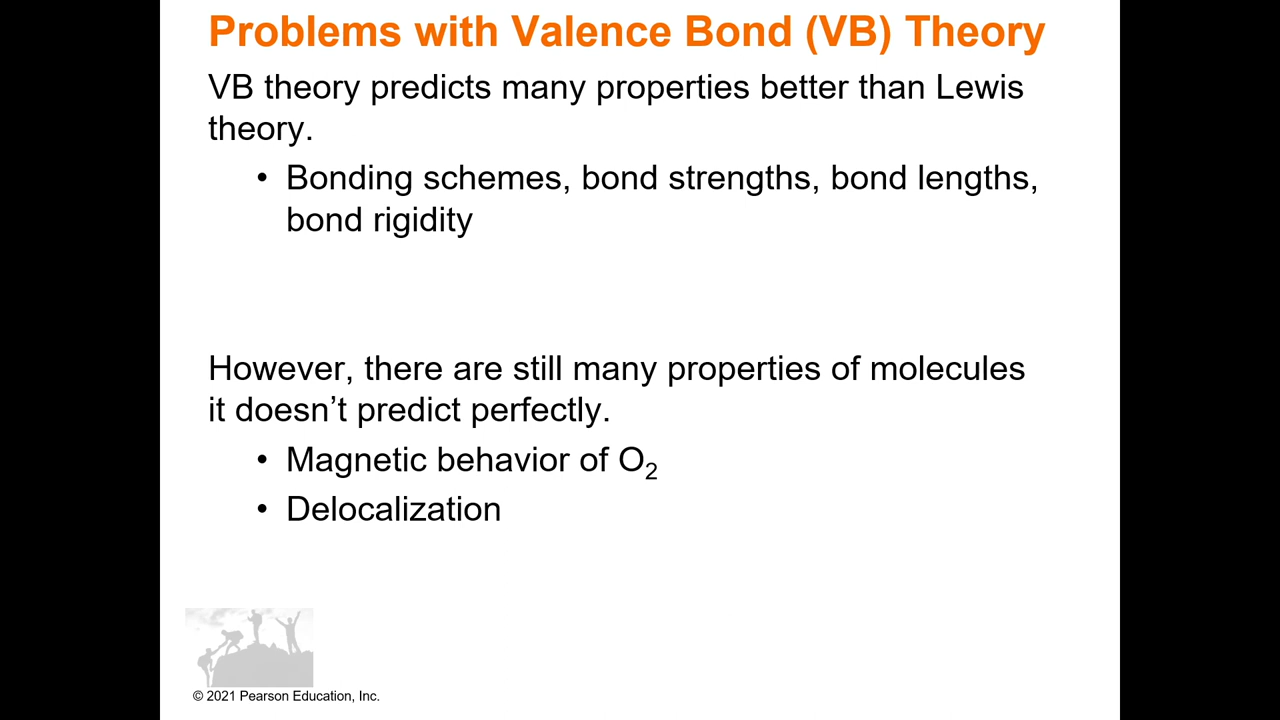 Problems with Valence Bond (VB) Theory
VB theory predicts many properties better than Lewis
theory.
• Bonding schemes, bond strengths, bond lengths,
bond rigidity
However, there are still many properties of molecules
it doesn’t predict perfectly.
• Magnetic behavior of O₂
• Delocalization
© 2021 Pearson Education, Inc.